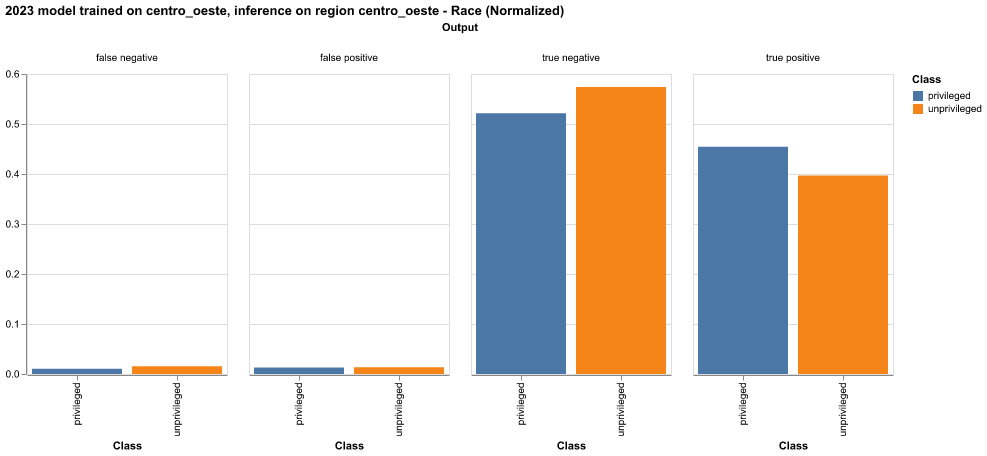 2023 model trained on centro_oeste, inference on region centro_oeste - Race (Normalized)
Output
false negative
false positive
true negative
true positive
0.6
0.5
0.4
0.3
0.2
0.1
0.0
privileged
unprivileged
privileged
unprivileged
privileged
unprivileged
privileged
unprivileged
Class
Class
Class
Class
Class
privileged
unprivileged